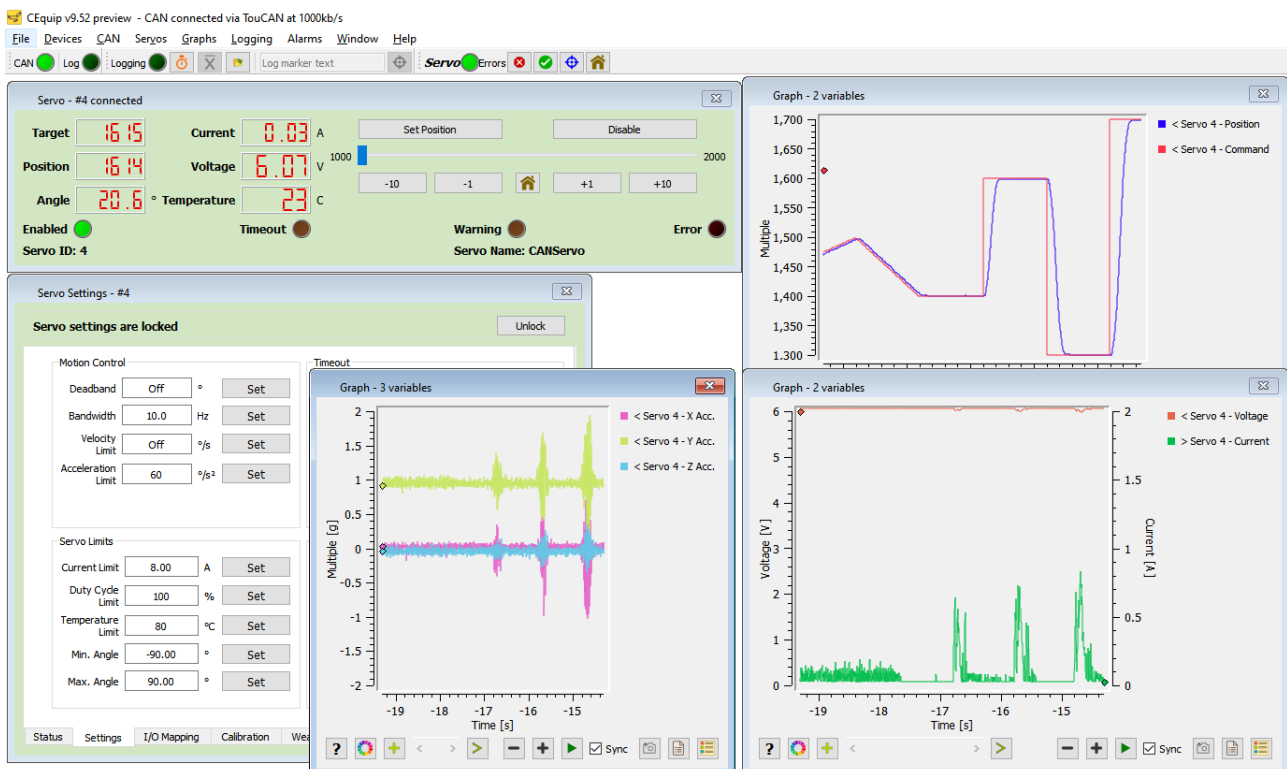 CEquip v9.52 preview - CAN connected via TouCAN at 1000kb/s
File Devices CAN Servos Graphs Logging Alarms Window Help
CAN Log Logging X Log marker text Servo Errors
Servo - #4 connected
Target 1615 Current 0.03 A Set Position Disable
Position 1614 Voltage 6.07 V 1000 2000
-10 -1 +1 +10
Angle 20.6 ° Temperature 23 C
Enabled Timeout Warning Error
Servo ID: 4 Servo Name: CANServo
Graph - 2 variables
1,700
1,650
1,600
1,550
1,500
1,450
1,400
1,350
1.300
Multiple
< Servo 4 - Position
< Servo 4 - Command
Servo Settings - #4
Servo settings are locked Unlock
Motion Control Timeout
Deadband Off ° Set
Bandwidth 10.0 Hz Set
Velocity Limit Off °/s Set
Acceleration Limit 60 °/s² Set
Servo Limits
Current Limit 8.00 A Set
Duty Cycle Limit 100 % Set
Temperature Limit 80 °C Set
Min. Angle -90.00 ° Set
Max. Angle 90.00 ° Set
Status Settings I/O Mapping Calibration Wea
Graph - 3 variables
2
1.5
1
0.5
0
-0.5
-1
-1.5
-2
Multiple [g]
-19 -18 -17 -16 -15
Time [s]
< Servo 4 - X Acc.
< Servo 4 - Y Acc.
< Servo 4 - Z Acc.
? + < > > - + Sync
Graph - 2 variables
6
5
4
3
2
1
0
Voltage [V]
2
1.5
1
0.5
0
Current [A]
-19 -18 -17 -16 -15
Time [s]
< Servo 4 - Voltage
> Servo 4 - Current
? + < > > - + Sync